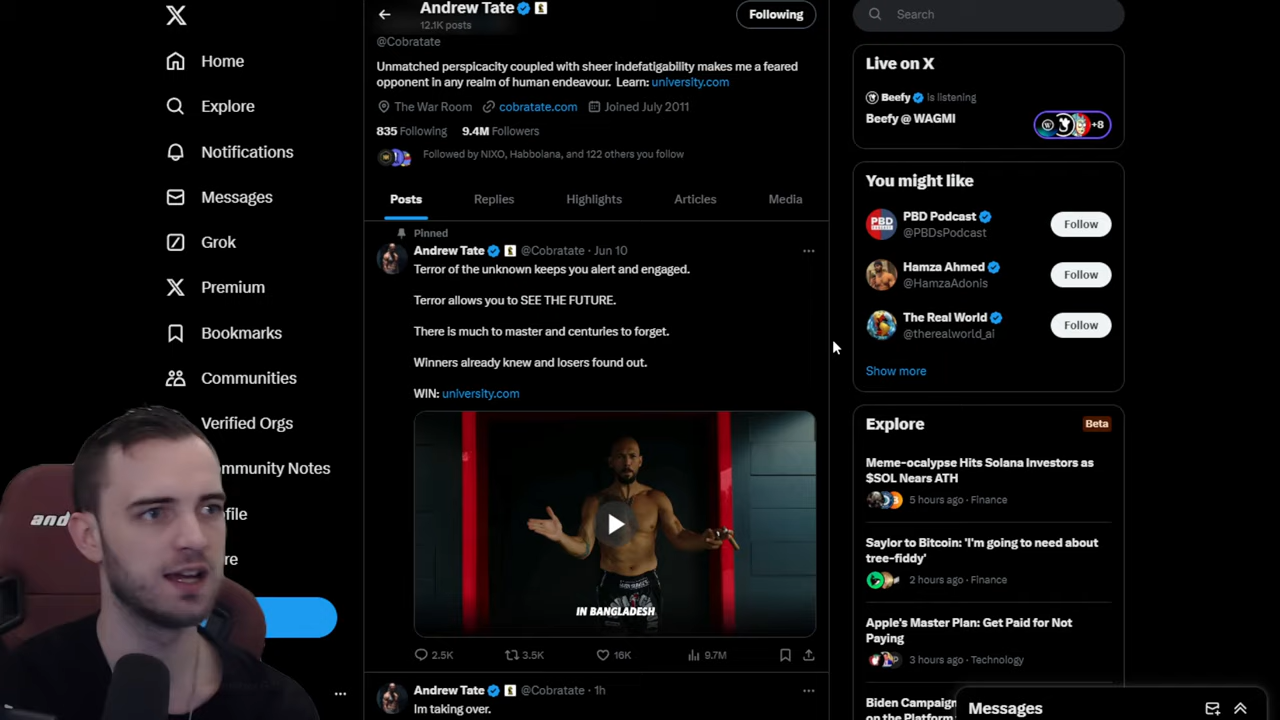 Home
Explore
Notifications
Messages
Grok
Premium
Bookmarks
Communities
Verified Orgs
ommunity Notes
file
re
and
Andrew Tate
12.1K posts
Following
@Cobratate
Unmatched perspicacity coupled with sheer indefatigability makes me a feared
opponent in any realm of human endeavour. Learn: university.com
The War Room cobratate.com Joined July 2011
835 Following 9.4M Followers
Followed by NIXO, Habbolana, and 122 others you follow
Posts Replies Highlights Articles Media
Pinned
Andrew Tate @Cobratate · Jun 10
Terror of the unknown keeps you alert and engaged.
Terror allows you to SEE THE FUTURE.
There is much to master and centuries to forget.
Winners already knew and losers found out.
WIN: university.com
IN BANGLADESH
2.5K 3.5K 16K 9.7M
Andrew Tate @Cobratate · 1h
Im taking over.
Search
Live on X
Beefy is listening
Beefy @ WAGMI
+8
You might like
PBD Podcast
@PBDsPodcast
Follow
Hamza Ahmed
@HamzaAdonis
Follow
The Real World
@therealworld_ai
Follow
Show more
Explore
Beta
Meme-ocalypse Hits Solana Investors as
$SOL Nears ATH
5 hours ago · Finance
Saylor to Bitcoin: 'I'm going to need about
tree-fiddy'
2 hours ago · Finance
Apple's Master Plan: Get Paid for Not
Paying
3 hours ago · Technology
Biden Campaign
on the Platform
Messages